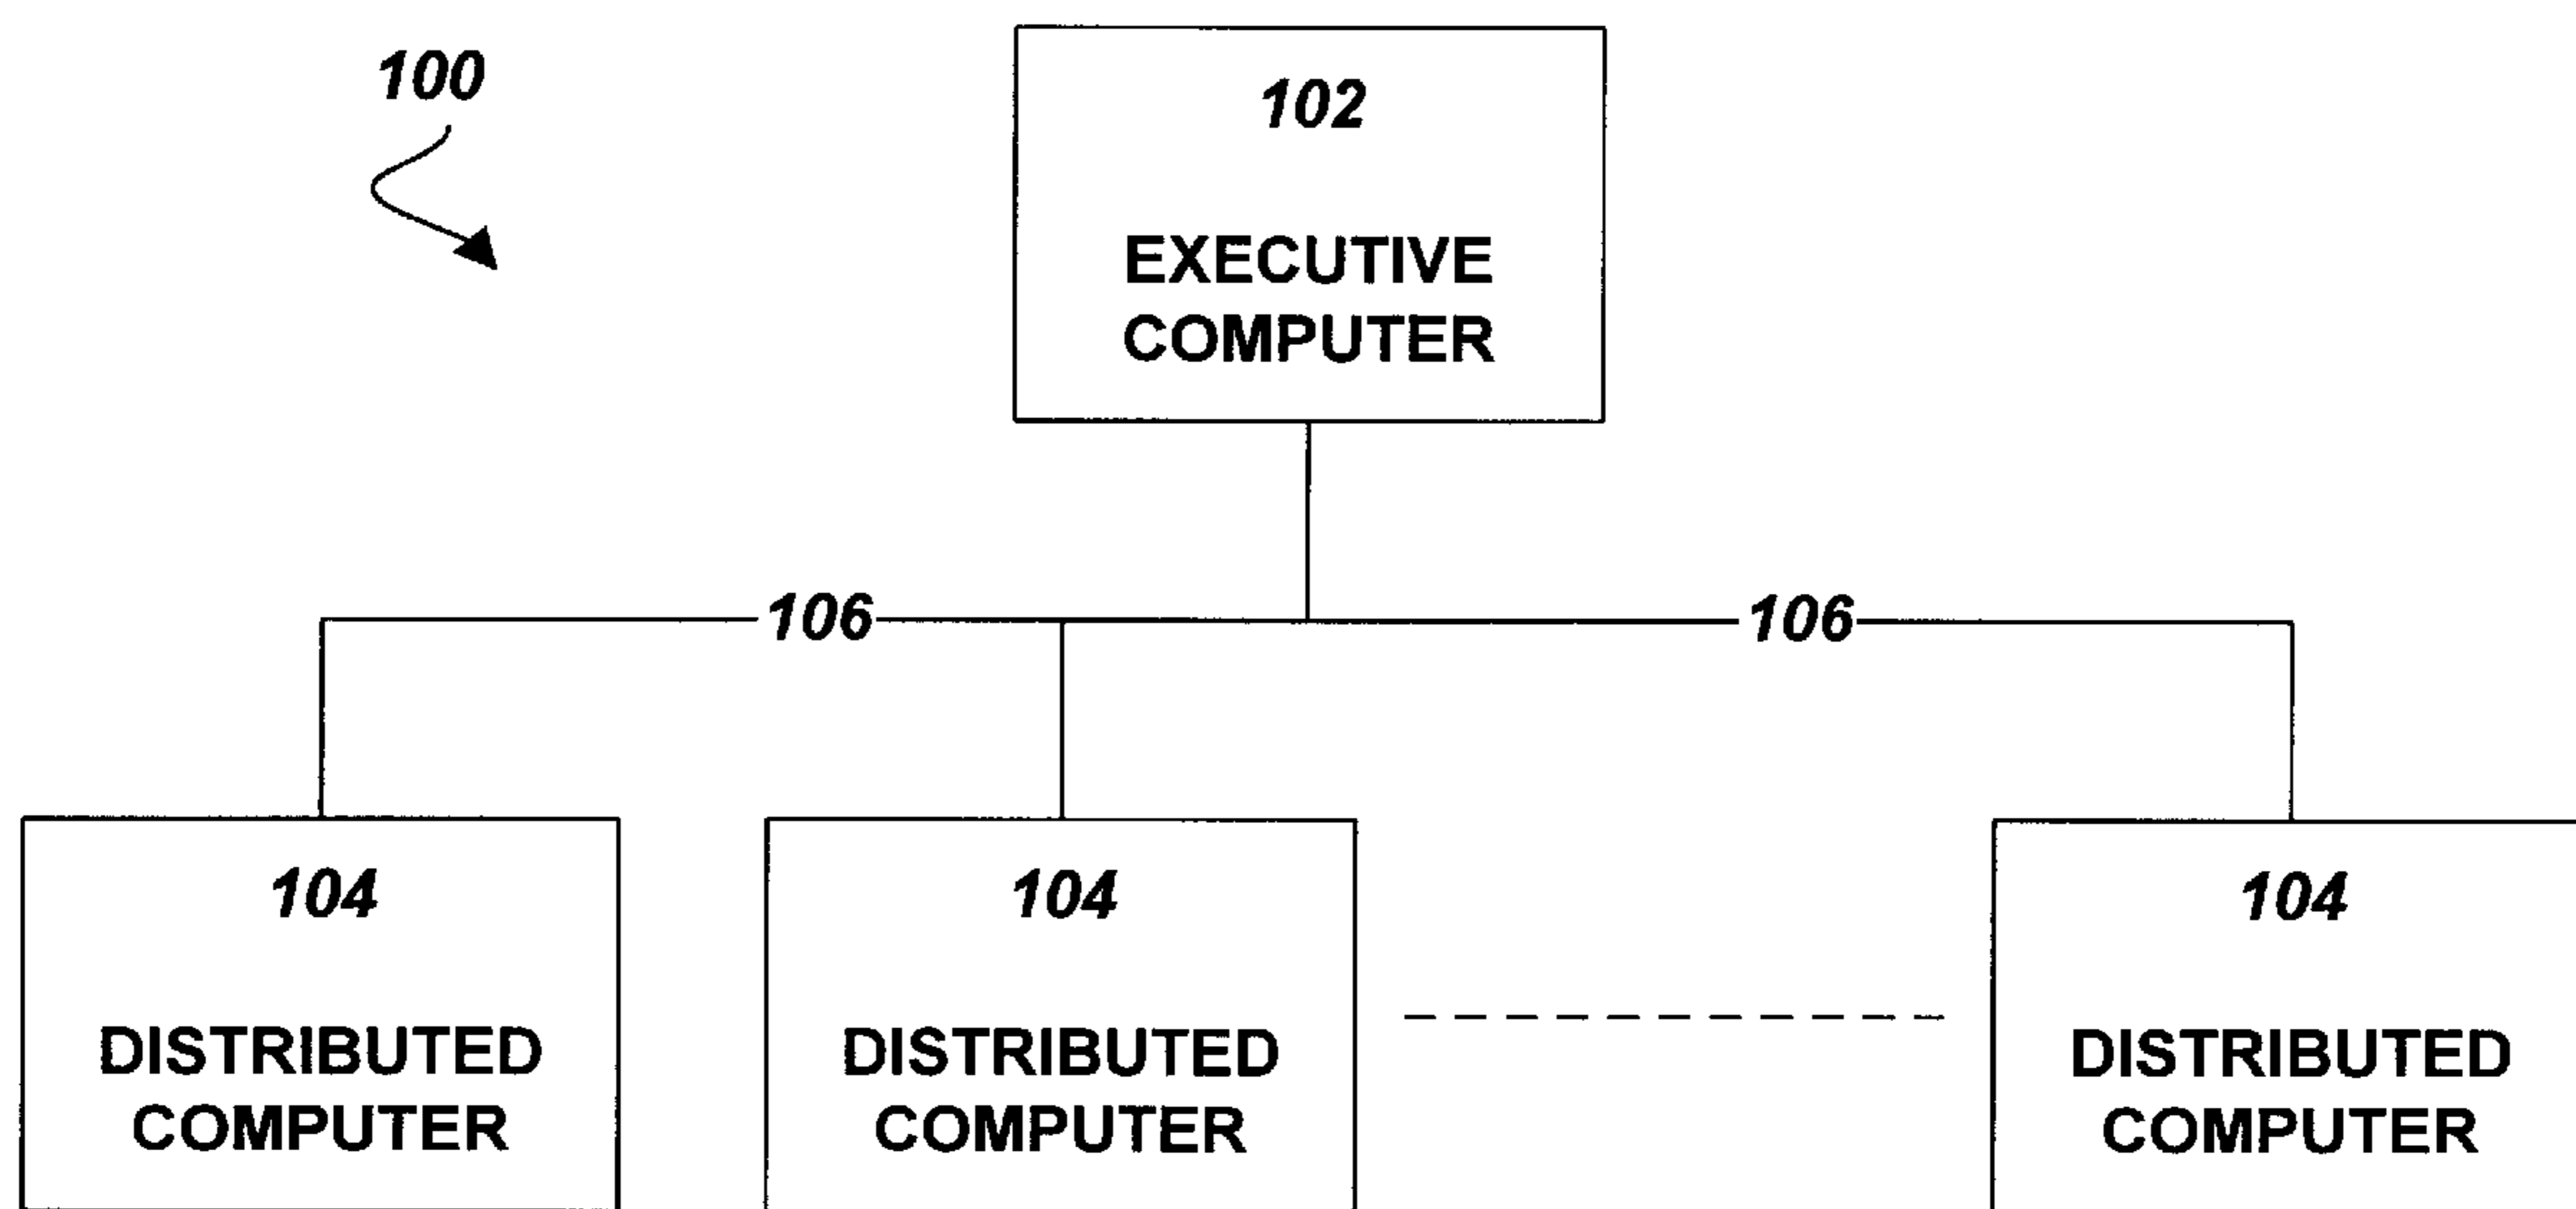 100
102
EXECUTIVE
COMPUTER
106
106
104
DISTRIBUTED
COMPUTER
104
DISTRIBUTED
COMPUTER
104
DISTRIBUTED
COMPUTER